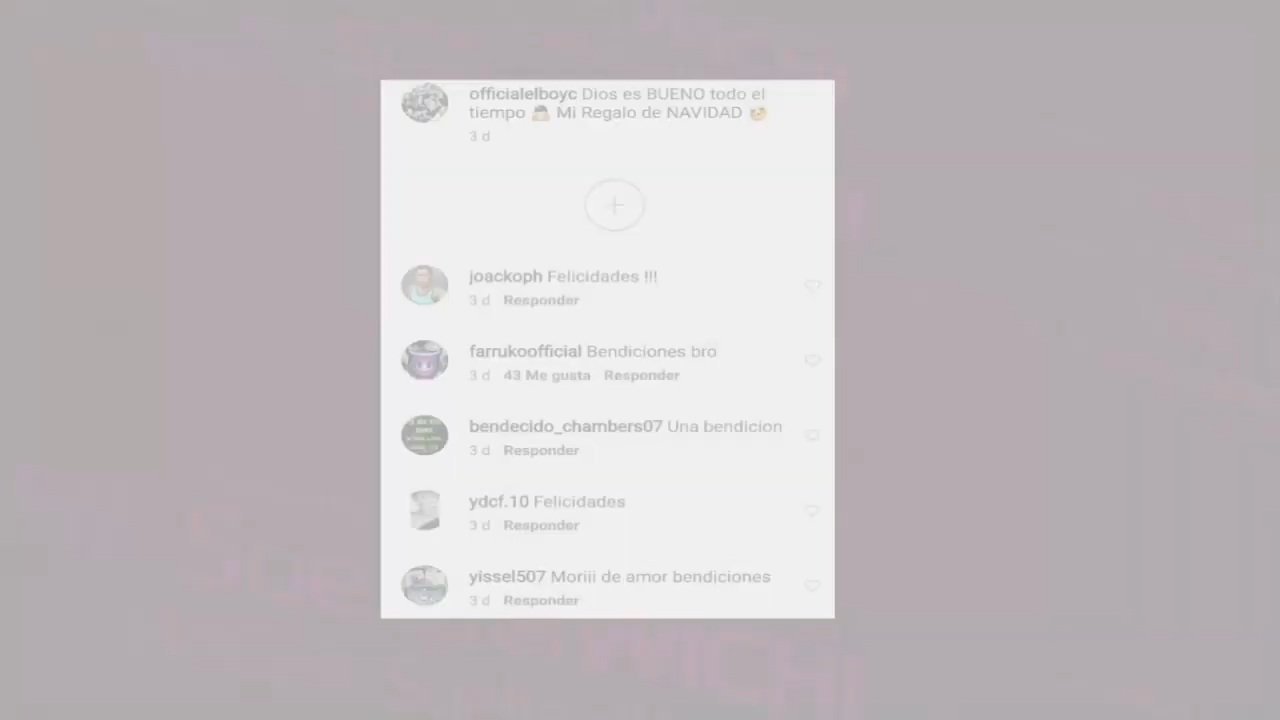 officialelboyc Dios es BUENO todo el
tiempo 🙏 Mi Regalo de NAVIDAD 🥰
3 d
joackoph Felicidades !!!
3 d Responder
farrukoofficial Bendiciones bro
3 d 43 Me gusta Responder
bendecido_chambers07 Una bendicion
3 d Responder
ydcf.10 Felicidades
3 d Responder
yissel507 Moriii de amor bendiciones
3 d Responder